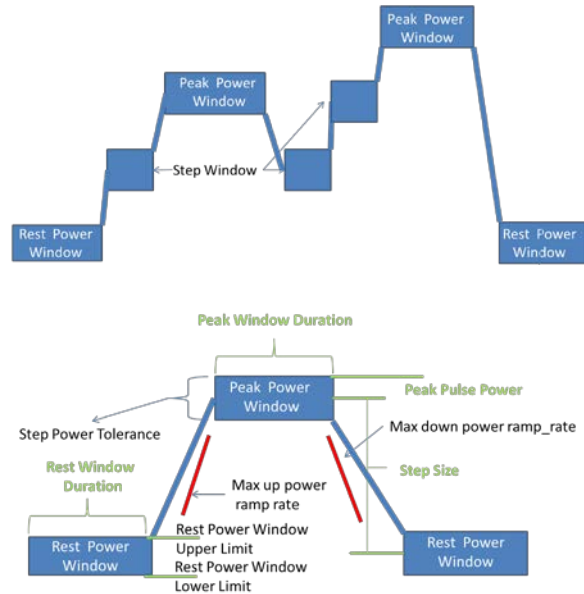 Peak Power
Window
Peak Power
Window
Step Window
Rest Power
Window
Rest Power
Window
Peak Window Duration
Peak Power
Window
Peak Pulse Power
Step Power Tolerance
Max down power ramp_rate
Step Size
Rest Window
Duration
Max up power
ramp rate
Rest Power Window
Upper Limit
Rest Power
Window
Rest Power Window
Lower Limit
Rest Power
Window